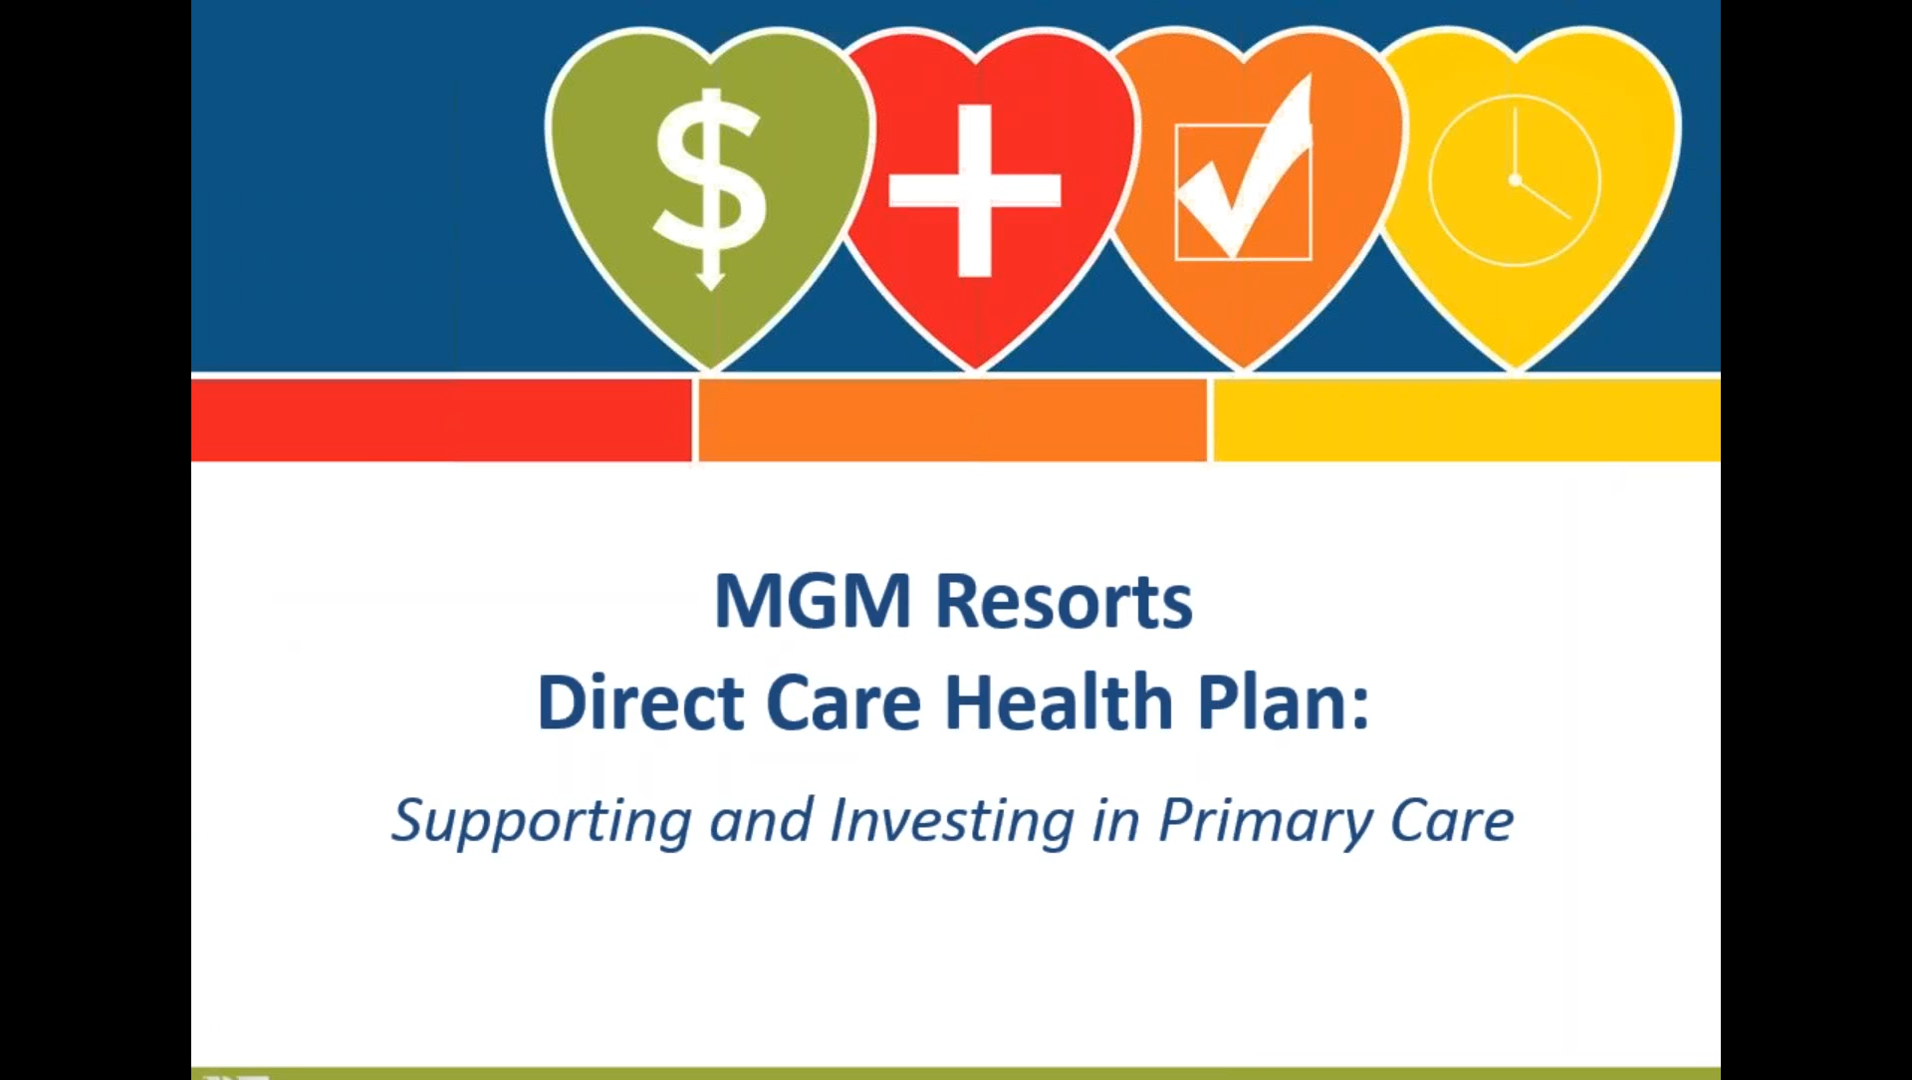 $
MGM Resorts
Direct Care Health Plan:
Supporting and Investing in Primary Care